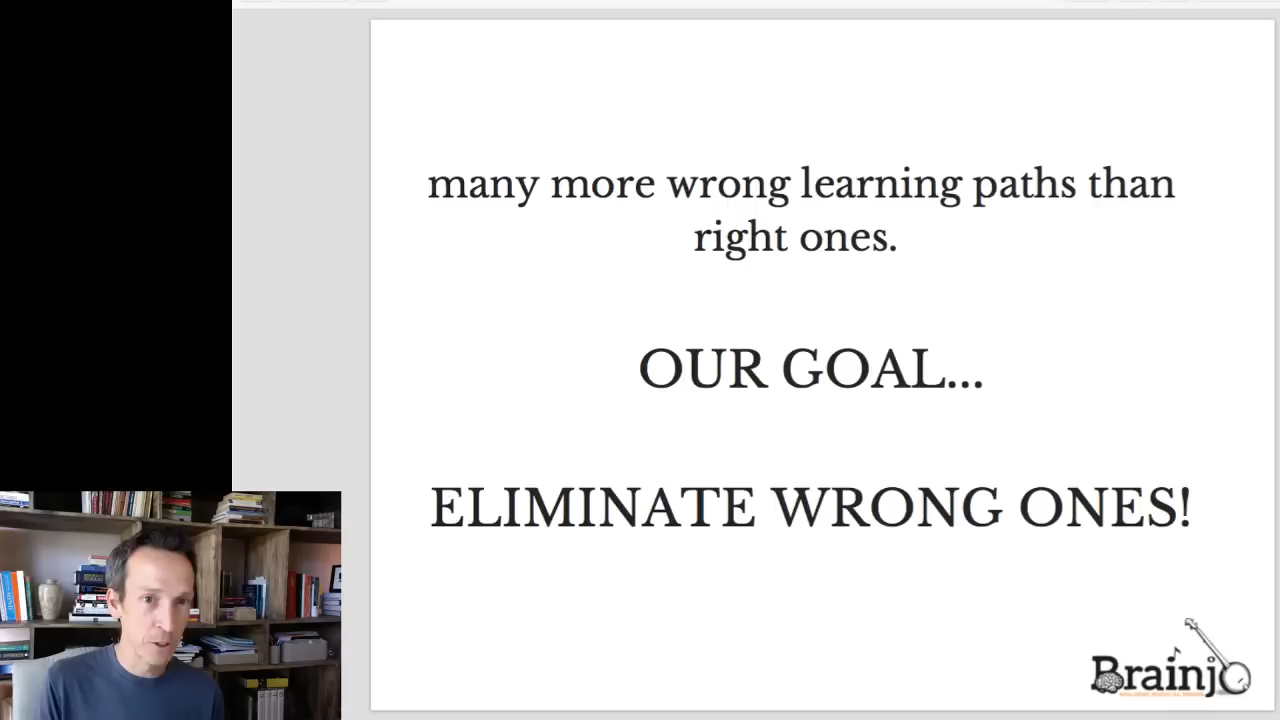 many more wrong learning paths than
right ones.
OUR GOAL...
ELIMINATE WRONG ONES!
Brainjo